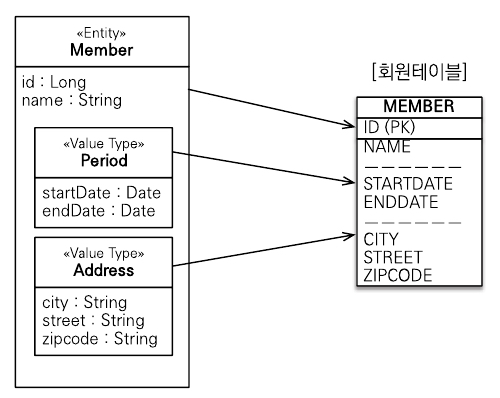 «Entity»
Member
id : Long
name : String
«Value Type»
Period
startDate : Date
endDate : Date
«Value Type»
Address
city : String
street : String
zipcode : String
[회원테이블]
MEMBER
ID (PK)
NAME
STARTDATE
ENDDATE
CITY
STREET
ZIPCODE